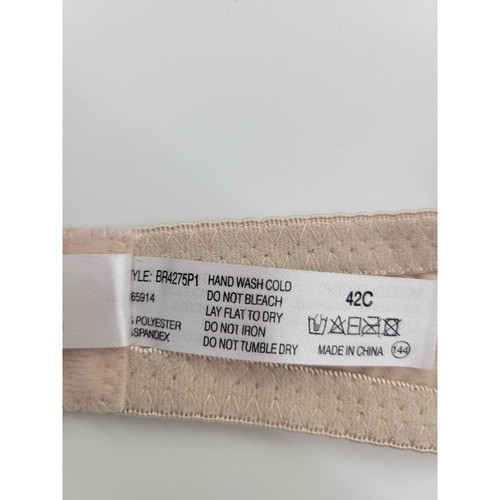 STYLE: BR4275P1
65914
POLYESTER
SPANDEX
HAND WASH COLD
DO NOT BLEACH
LAY FLAT TO DRY
DO NOT IRON
DO NOT TUMBLE DRY
42C
MADE IN CHINA 144